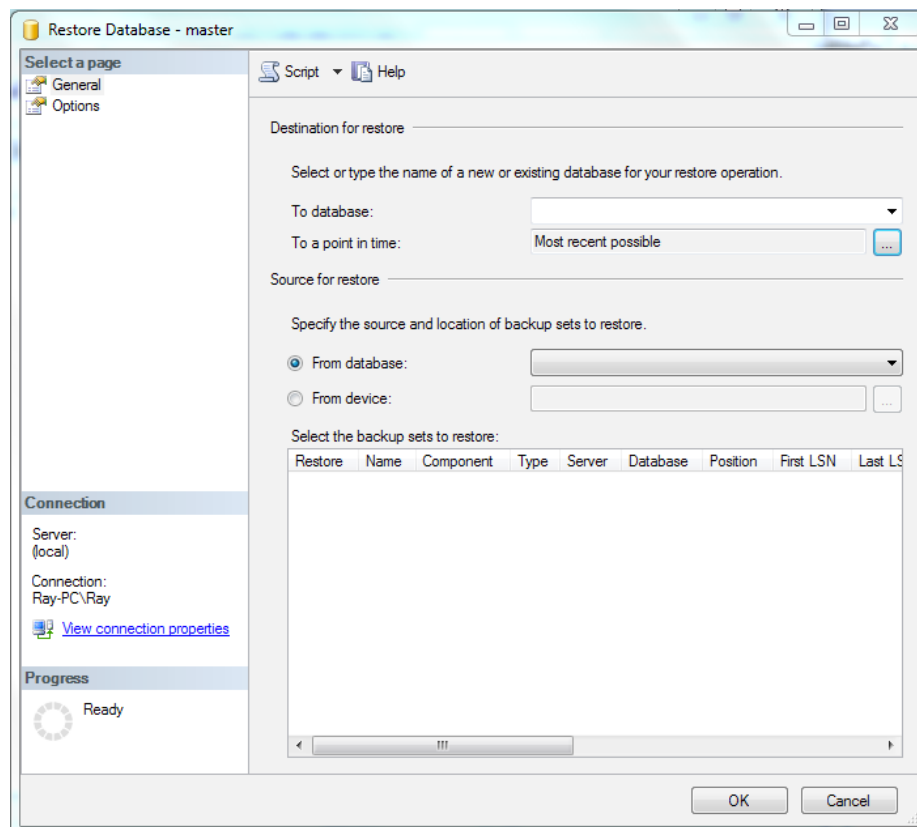 Restore Database - master
Select a page
General
Options
Script
Help
Destination for restore
Select or type the name of a new or existing database for your restore operation.
To database:
To a point in time:
Most recent possible
...
Source for restore
Specify the source and location of backup sets to restore.
From database:
From device:
...
Select the backup sets to restore:
Restore Name Component Type Server Database Position First LSN Last LS
Connection
Server:
(local)
Connection:
Ray-PC\Ray
View connection properties
Progress
Ready
OK
Cancel